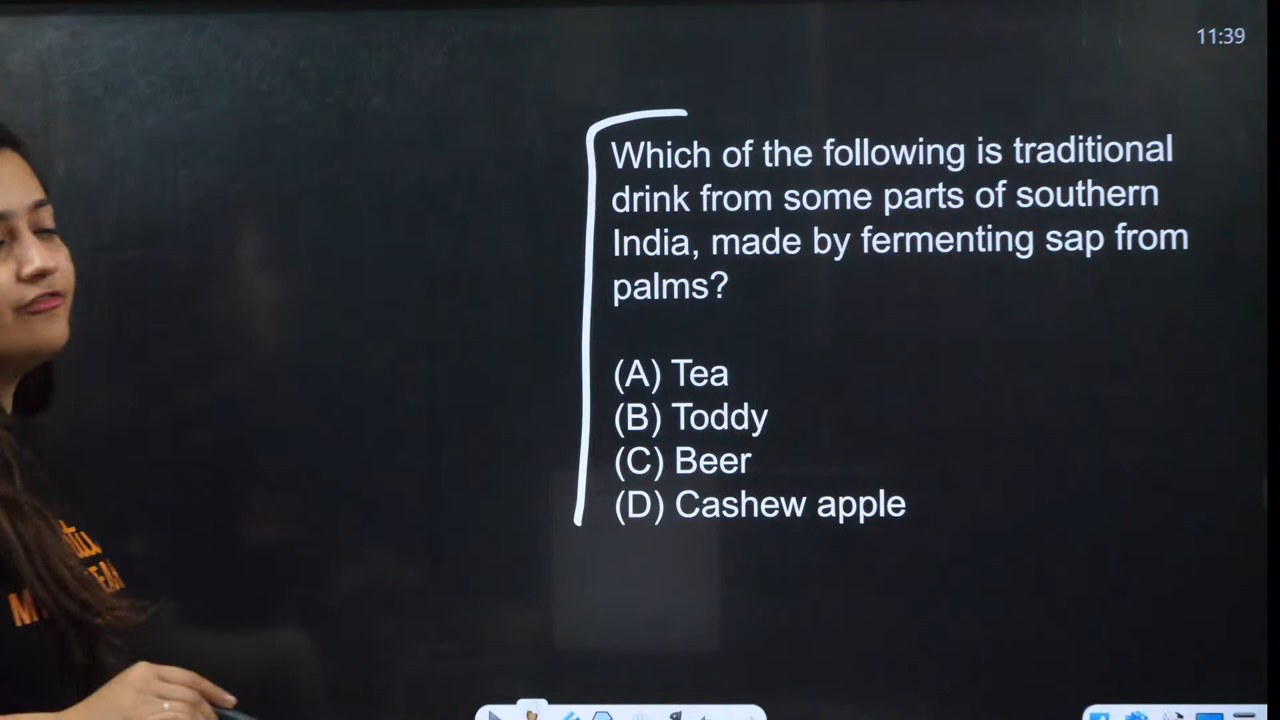 11:39
Which of the following is traditional
drink from some parts of southern
India, made by fermenting sap from
palms?
(A) Tea
(B) Toddy
(C) Beer
(D) Cashew apple